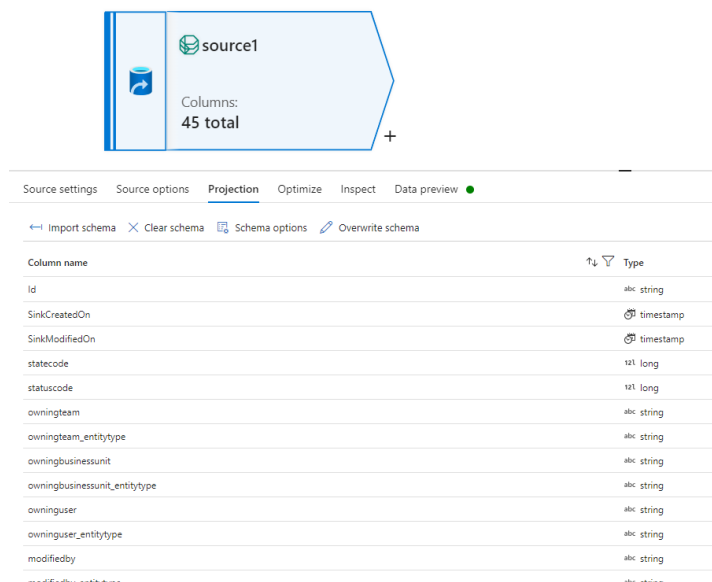 source1
Columns:
45 total
+
Source settings Source options Projection Optimize Inspect Data preview
Import schema Clear schema Schema options Overwrite schema
Column name Type
Id abc string
SinkCreatedOn timestamp
SinkModifiedOn timestamp
statecode 123 long
statuscode 123 long
owningteam abc string
owningteam_entitytype abc string
owningbusinessunit abc string
owningbusinessunit_entitytype abc string
owninguser abc string
owninguser_entitytype abc string
modifiedby abc string
modifiedby_entitytype abc string